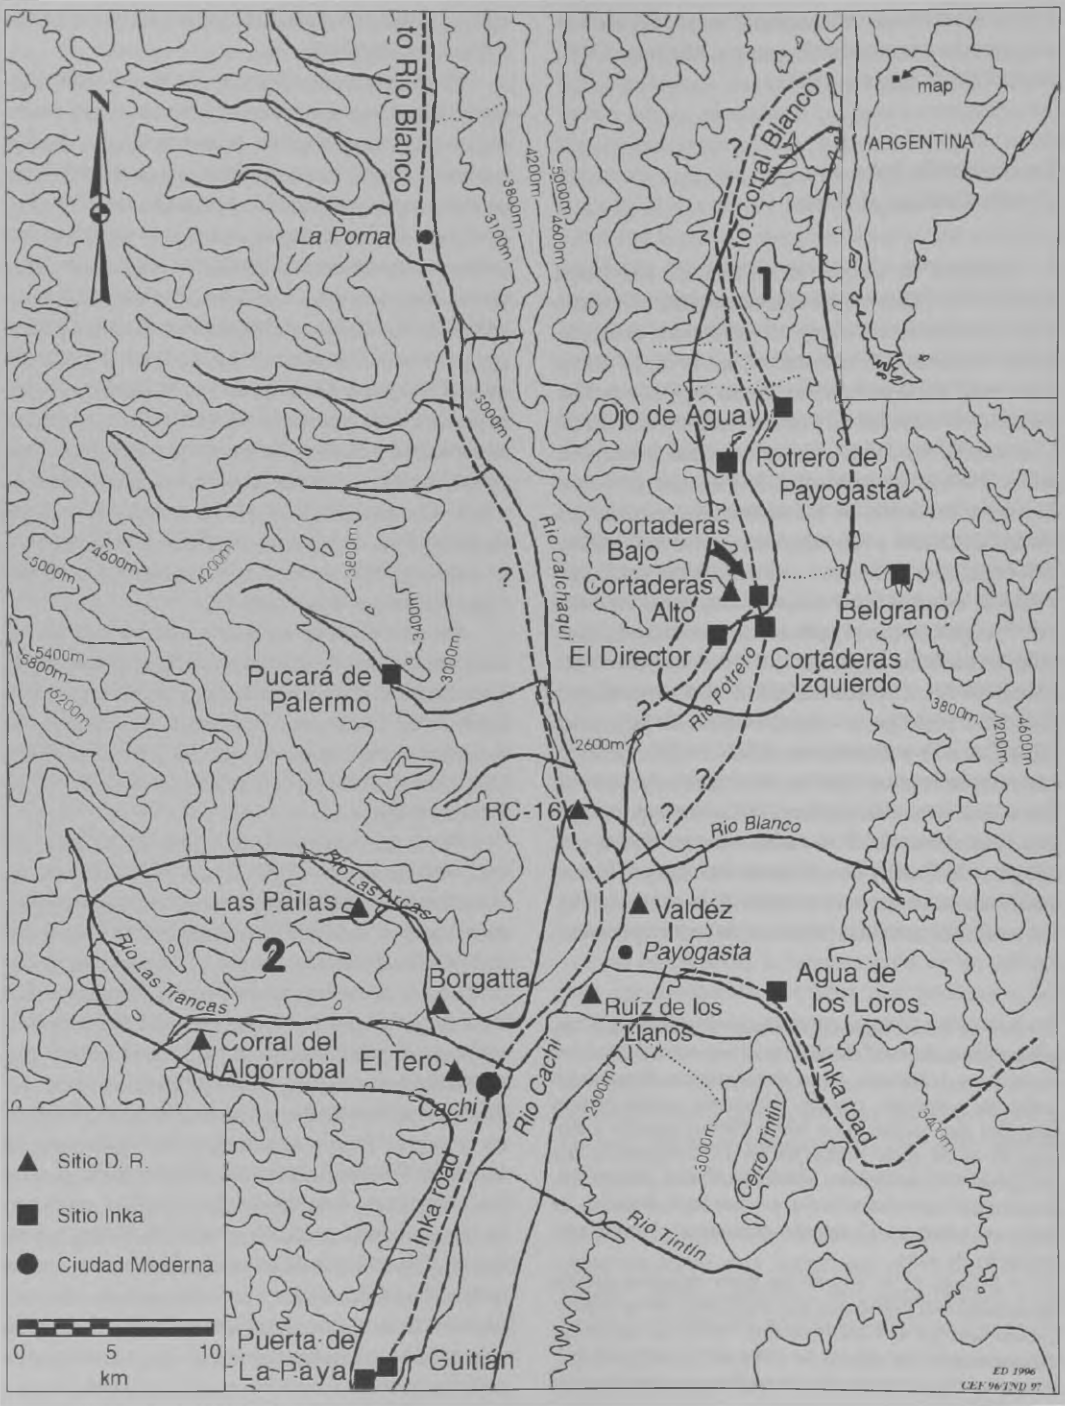 to Rio Blanco
N
La Poma
5000m
4200m
3800m
4600m
3100m
?
to Corral Blanco
1
map
ARGENTINA
5000m
Ojo de Agua
Potrero de
Payogasta
Cortaderas
Bajo
Cortaderas
Alto
Belgrano
El Director
Cortaderas
Izquierdo
Rio Potrero
Rio Calchaqui
?
4600m
5000m
4200m
3800m
3400m
3000m
5400m
5800m
6200m
Pucará de
Palermo
?
2600m
3800m
4200m
4600m
?
?
RC-16
Rio Blanco
Rio Las Arcas
Las Pailas
2
Rio Las Trancas
Valdéz
Payogasta
Borgatta
Agua de
los Loros
Ruíz de los
Llanos
Corral del
Algorrobal
El Tero
Cachi
Rio Cachi
2600m
Inka road
3400m
3000m
Cerro Tintin
Inka road
Rio Tintin
Sitio D. R.
Sitio Inka
Ciudad Moderna
0 5 10
km
Puerta de
La Paya
Guitián
ED 1996
CEF 96/TND 97